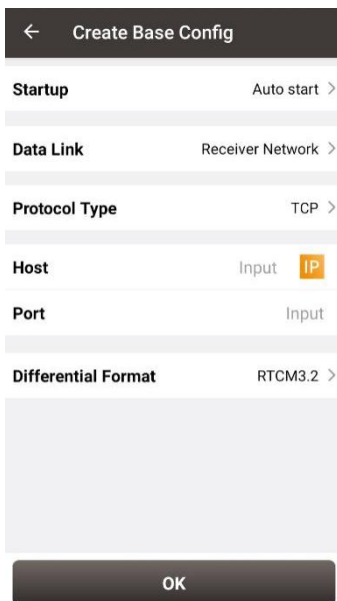 Create Base Config
Startup Auto start
Data Link Receiver Network
Protocol Type TCP
Host Input IP
Port Input
Differential Format RTCM3.2
OK